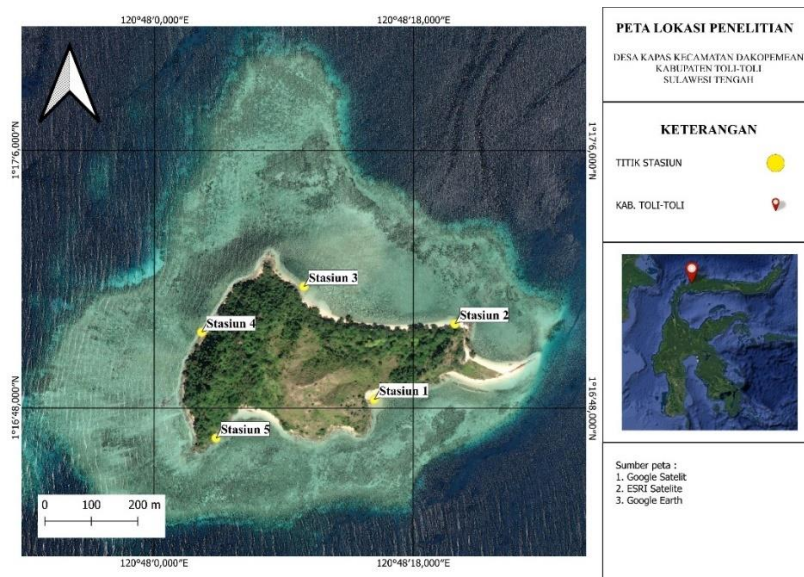 120°48'0,000"E
120°48'18,000"E
1°17'6,000"N
1°17'6,000"N
Stasiun 3
Stasiun 2
Stasiun 4
Stasiun 1
Stasiun 5
1°16'48,000"N
1°16'48,000"N
0 100 200 m
120°48'0,000"E
120°48'18,000"E
PETA LOKASI PENELITIAN
DESA KAPAS KECAMATAN DAKOPEMEAN
KABUPATEN TOLI-TOLI
SULAWESI TENGAH
KETERANGAN
TITIK STASIUN
KAB. TOLI-TOLI
Sumber peta :
1. Google Satelit
2. ESRI Satelite
3. Google Earth